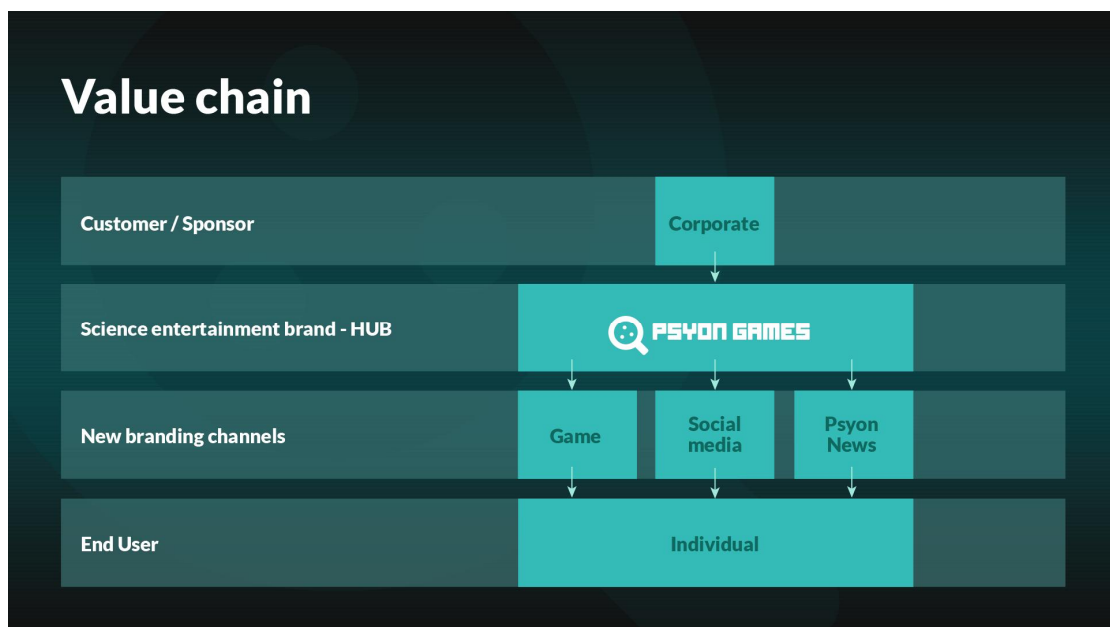 Value chain
Customer / Sponsor
Corporate
Science entertainment brand - HUB
PSYON GAMES
New branding channels
Game
Social
media
Psyon
News
End User
Individual